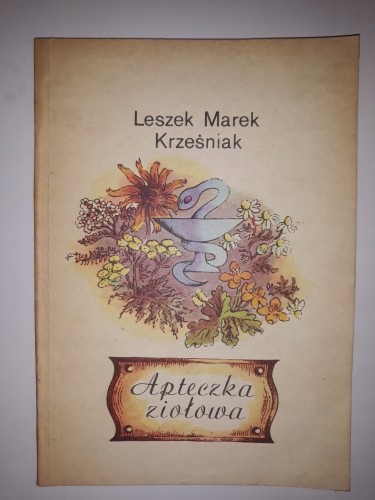 Leszek Marek
Krześniak
Apteczka
ziołowa